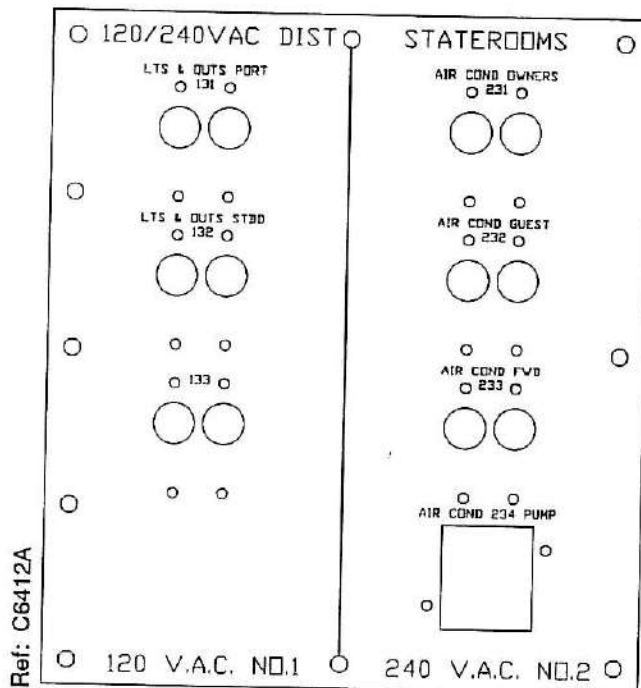 120/240VAC DIST
STATEROOMS
LTS & OUTS PORT
131
LTS & OUTS STBD
132
133
120 V.A.C. NO.1
AIR COND OWNERS
231
AIR COND GUEST
232
AIR COND FWD
233
AIR COND 234 PUMP
240 V.A.C. NO.2
Ref: C6412A